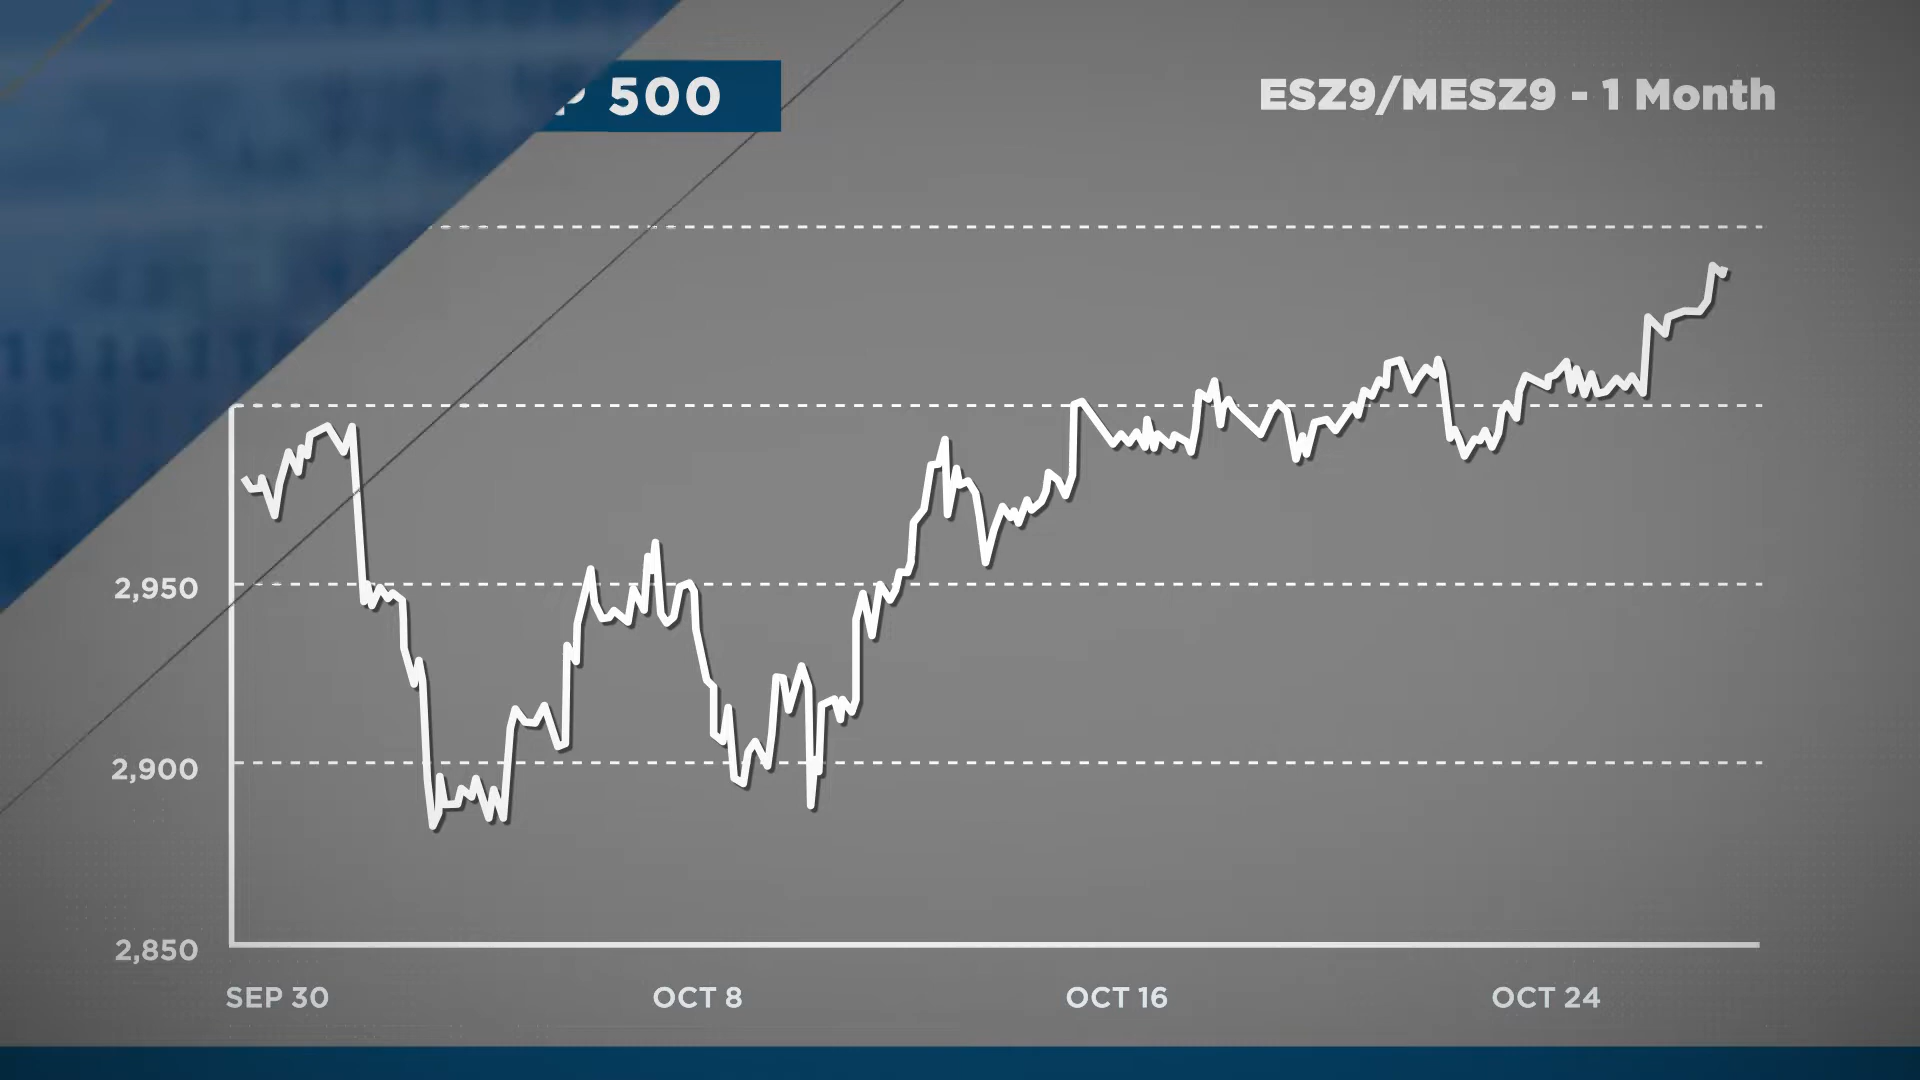 500
ESZ9/MESZ9 - 1 Month
2,950
2,900
2,850
SEP 30
OCT 8
OCT 16
OCT 24